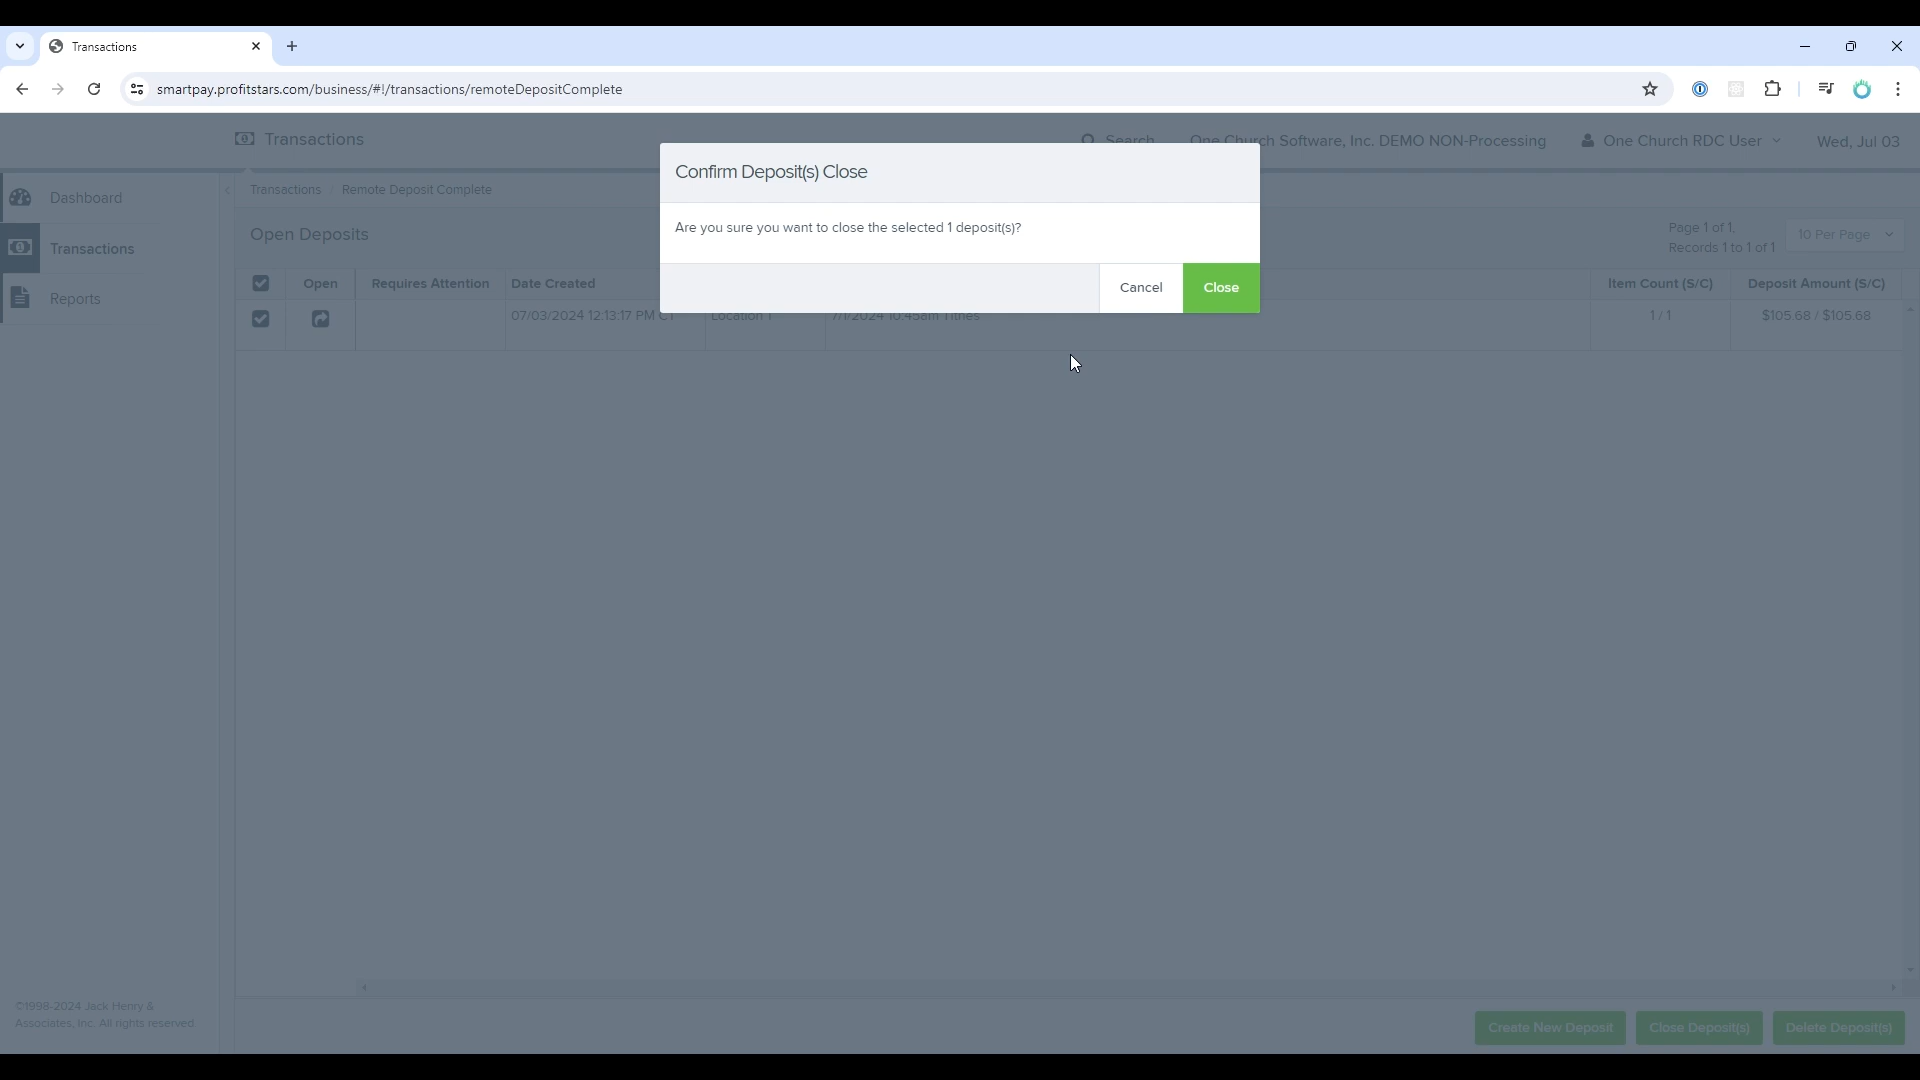 Transactions
smartpay.profitstars.com/business/#!/transactions/remoteDepositComplete
Transactions
Search
One Church Software, Inc. DEMO NON-Processing
One Church RDC User
Wed, Jul 03
Confirm Deposit(s) Close
Are you sure you want to close the selected 1 deposit(s)?
Cancel
Close
Dashboard
Transactions
Reports
Transactions
Remote Deposit Complete
Open Deposits
Page 1 of 1,
Records 1 to 1 of 1
10 Per Page
Open
Requires Attention
Date Created
Item Count (S/C)
Deposit Amount (S/C)
07/03/2024 12:13:17 PM CT
Location 1
7/1/2024 10:45am Tithes
1 / 1
$105.68 / $105.68
©1998-2024 Jack Henry &
Associates, Inc. All rights reserved.
Create New Deposit
Close Deposit(s)
Delete Deposit(s)